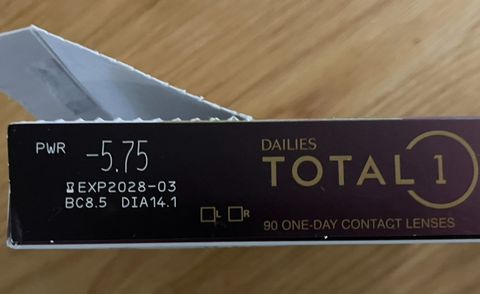 PWR -5.75
EXP2028-03
BC8.5 DIA14.1
L R
DAILIES
TOTAL 1
90 ONE-DAY CONTACT LENSES